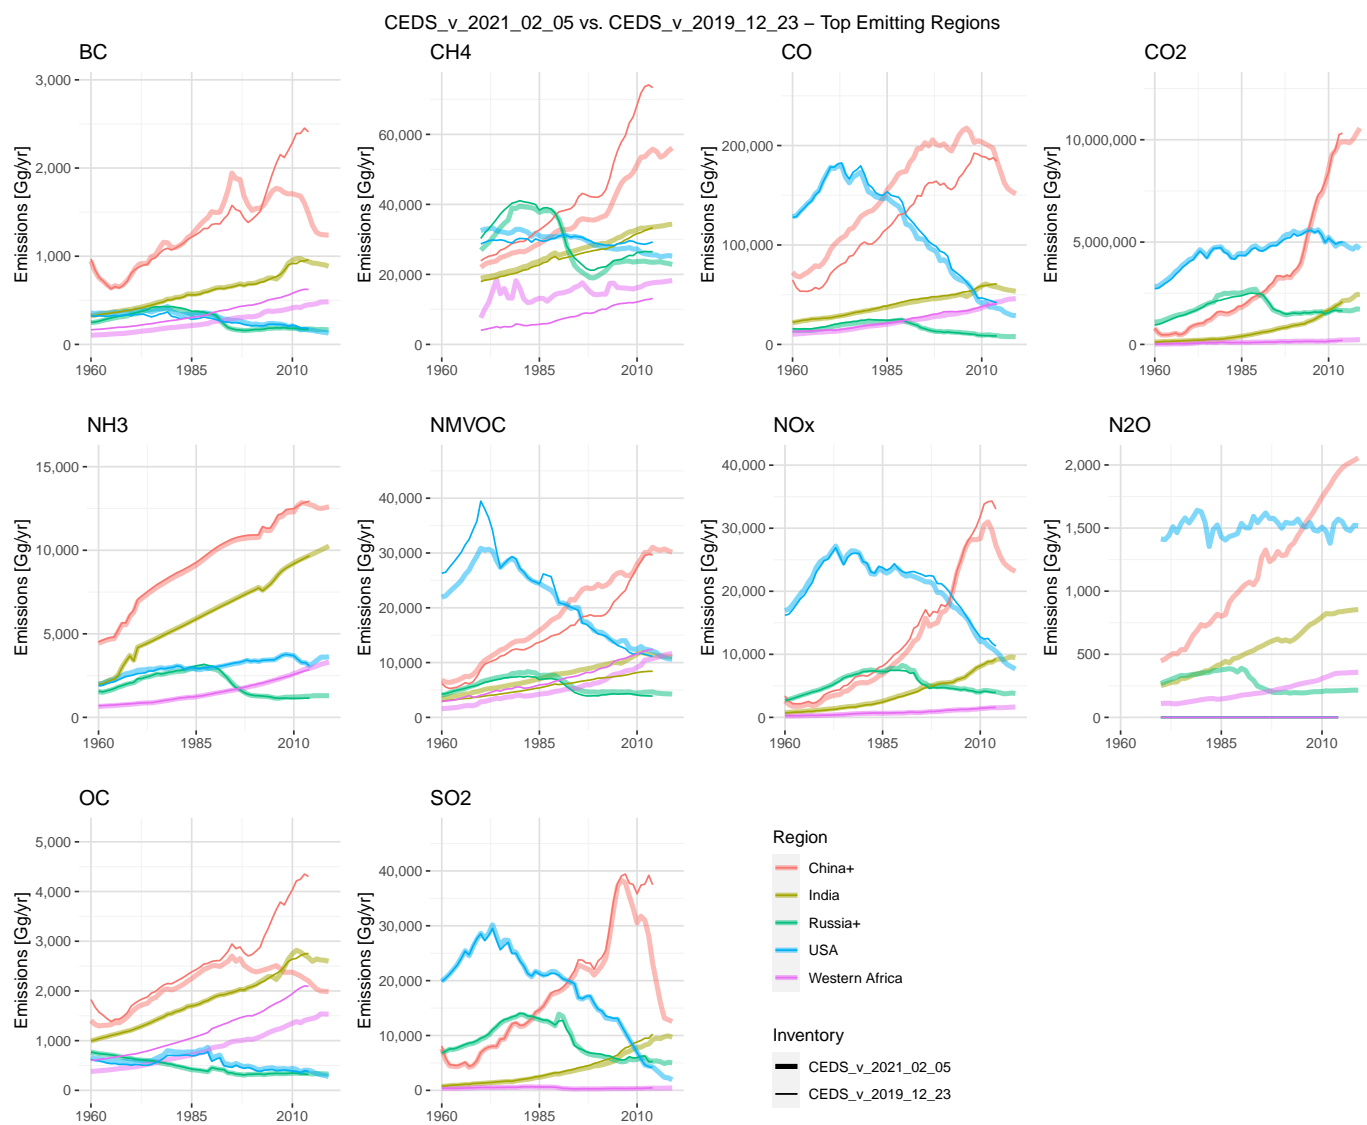 CEDS_v_2021_02_05 vs. CEDS_v_2019_12_23 – Top Emitting Regions
BC
Emissions [Gg/yr]
3,000
2,000
1,000
0
1960
1985
2010
CH4
Emissions [Gg/yr]
60,000
40,000
20,000
0
1960
1985
2010
CO
Emissions [Gg/yr]
200,000
100,000
0
1960
1985
2010
CO2
Emissions [Gg/yr]
10,000,000
5,000,000
0
1960
1985
2010
NH3
Emissions [Gg/yr]
15,000
10,000
5,000
0
1960
1985
2010
NMVOC
Emissions [Gg/yr]
40,000
30,000
20,000
10,000
0
1960
1985
2010
NOx
Emissions [Gg/yr]
40,000
30,000
20,000
10,000
0
1960
1985
2010
N2O
Emissions [Gg/yr]
2,000
1,500
1,000
500
0
1960
1985
2010
OC
Emissions [Gg/yr]
5,000
4,000
3,000
2,000
1,000
0
1960
1985
2010
SO2
Emissions [Gg/yr]
40,000
30,000
20,000
10,000
0
1960
1985
2010
Region
China+
India
Russia+
USA
Western Africa
Inventory
CEDS_v_2021_02_05
CEDS_v_2019_12_23